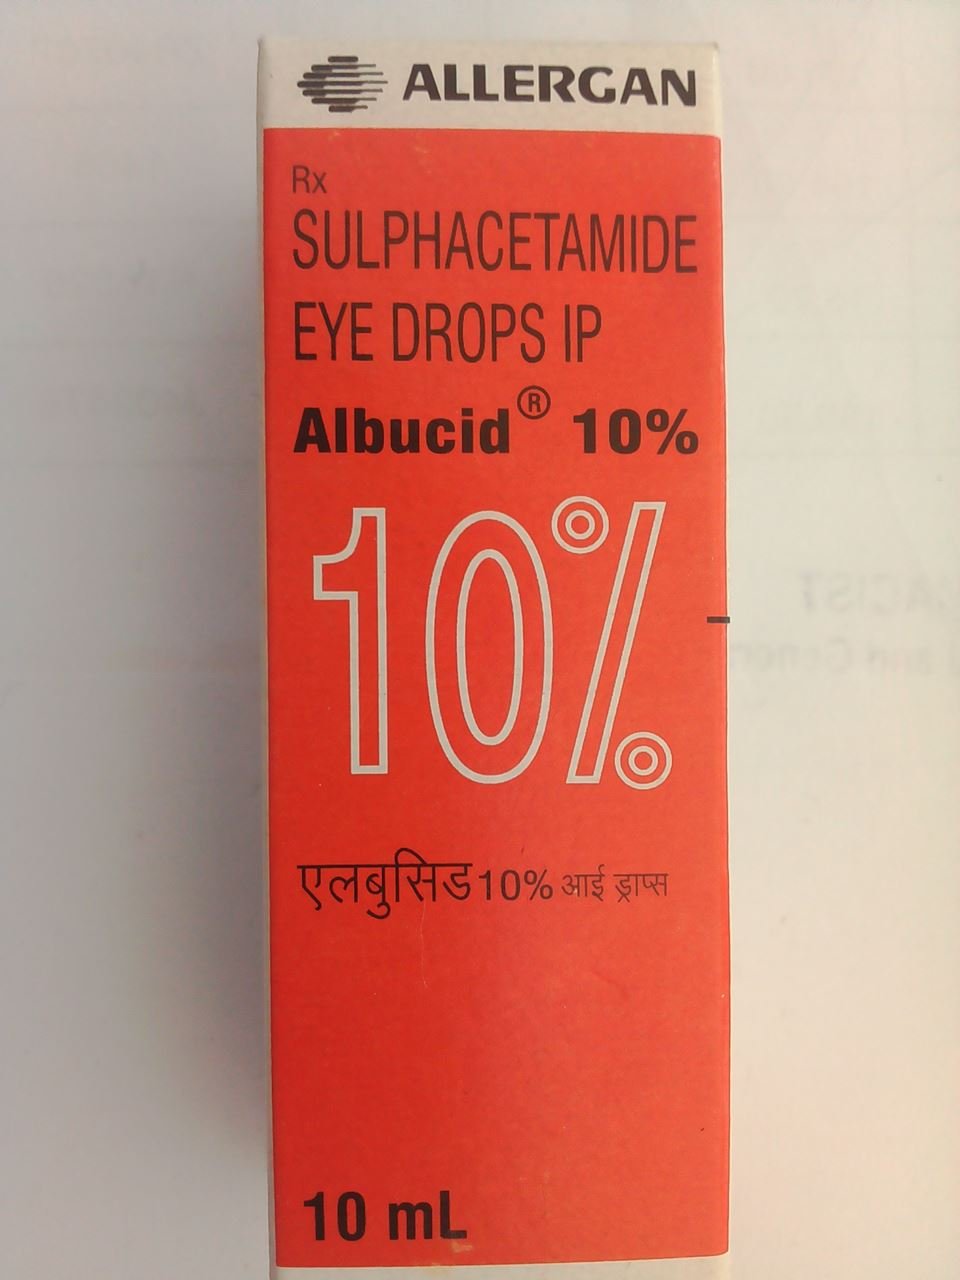 ALLERGAN
Rx
SULPHACETAMIDE
EYE DROPS IP
Albucid® 10%
10%
एलबुसिड 10% आई ड्राप्स
10 mL